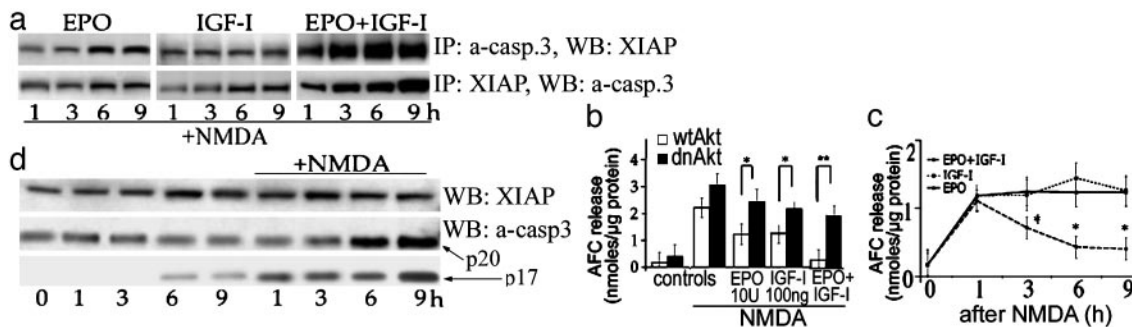 a
EPO IGF-I EPO+IGF-I
IP: a-casp.3, WB: XIAP
IP: XIAP, WB: a-casp.3
1 3 6 9 1 3 6 9 1 3 6 9 h
+NMDA
d
+NMDA
WB: XIAP
WB: a-casp3
p20
p17
0 1 3 6 9 1 3 6 9 h
b
wtAkt
dnAkt
* * **
AFC release
(nmoles/µg protein)
4
3
2
1
0
controls
EPO IGF-I EPO+
10U 100ng IGF-I
NMDA
c
EPO+IGF-I
IGF-I
EPO
AFC release
(nmoles/µg protein)
2
1
0
* * *
0 1 3 6 9
after NMDA (h)